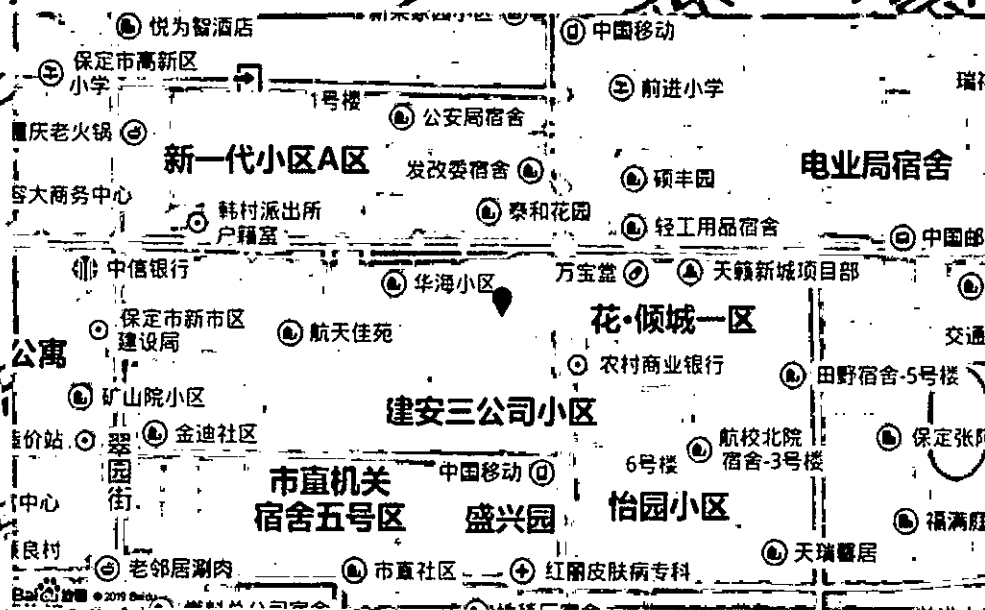 悦为智酒店
中国移动
保定市高新区
小学
前进小学
1号楼
公安局宿舍
庆老火锅
新一代小区A区
发改委宿舍
硕丰园
电业局宿舍
容大商务中心
韩村派出所
户籍室
泰和花园
轻工用品宿舍
中国邮
中信银行
华海小区
万宝堂
天籁新城项目部
保定市新市区
建设局
航天佳苑
花·倾城一区
交通
公寓
农村商业银行
田野宿舍-5号楼
矿山院小区
建安三公司小区
价站
翠园街
金迪社区
航校北院
宿舍-3号楼
保定张
6号楼
中国移动
市直机关
宿舍五号区
盛兴园
怡园小区
中心
福满庭
良村
老邻居涮肉
市直社区
红丽皮肤病专科
天瑞馨居
Bai 地图 © 2019 Baidu